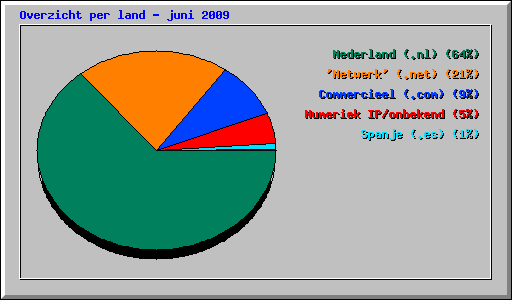 Overzicht per land - juni 2009
Nederland (.nl) (64%)
'Netwerk' (.net) (21%)
Commercieel (.com) (9%)
Numeriek IP/onbekend (5%)
Spanje (.ec) (1%)